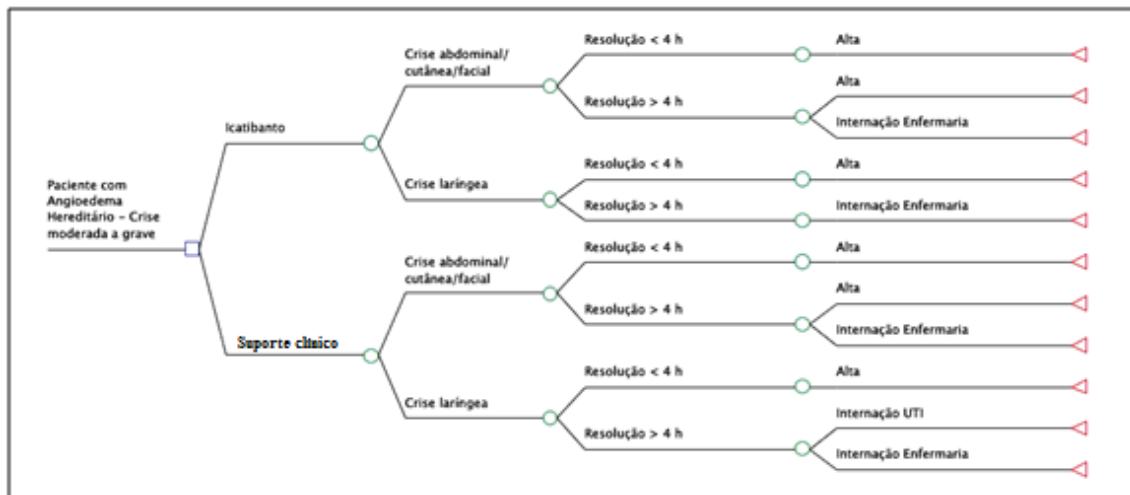 Paciente com
Angioedema
Hereditário - Crise
moderada a grave
Icatibanto
Crise abdominal/
cutânea/facial
Resolução < 4 h
Alta
Resolução > 4 h
Alta
Internação Enfermaria
Crise laríngea
Resolução < 4 h
Alta
Resolução > 4 h
Internação Enfermaria
Suporte clínico
Crise abdominal/
cutânea/facial
Resolução < 4 h
Alta
Resolução > 4 h
Alta
Internação Enfermaria
Crise laríngea
Resolução < 4 h
Alta
Resolução > 4 h
Internação UTI
Internação Enfermaria